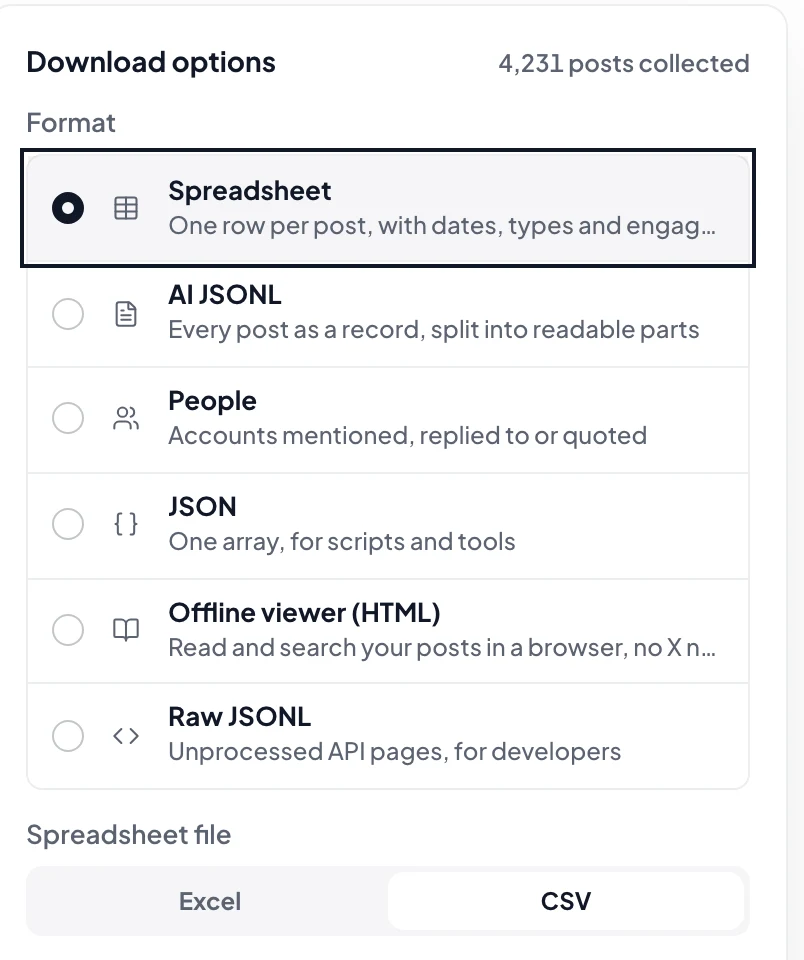 Download options
4,231 posts collected
Format
Spreadsheet
One row per post, with dates, types and engag...
AI JSONL
Every post as a record, split into readable parts
People
Accounts mentioned, replied to or quoted
JSON
One array, for scripts and tools
Offline viewer (HTML)
Read and search your posts in a browser, no X n...
Raw JSONL
Unprocessed API pages, for developers
Spreadsheet file
Excel
CSV